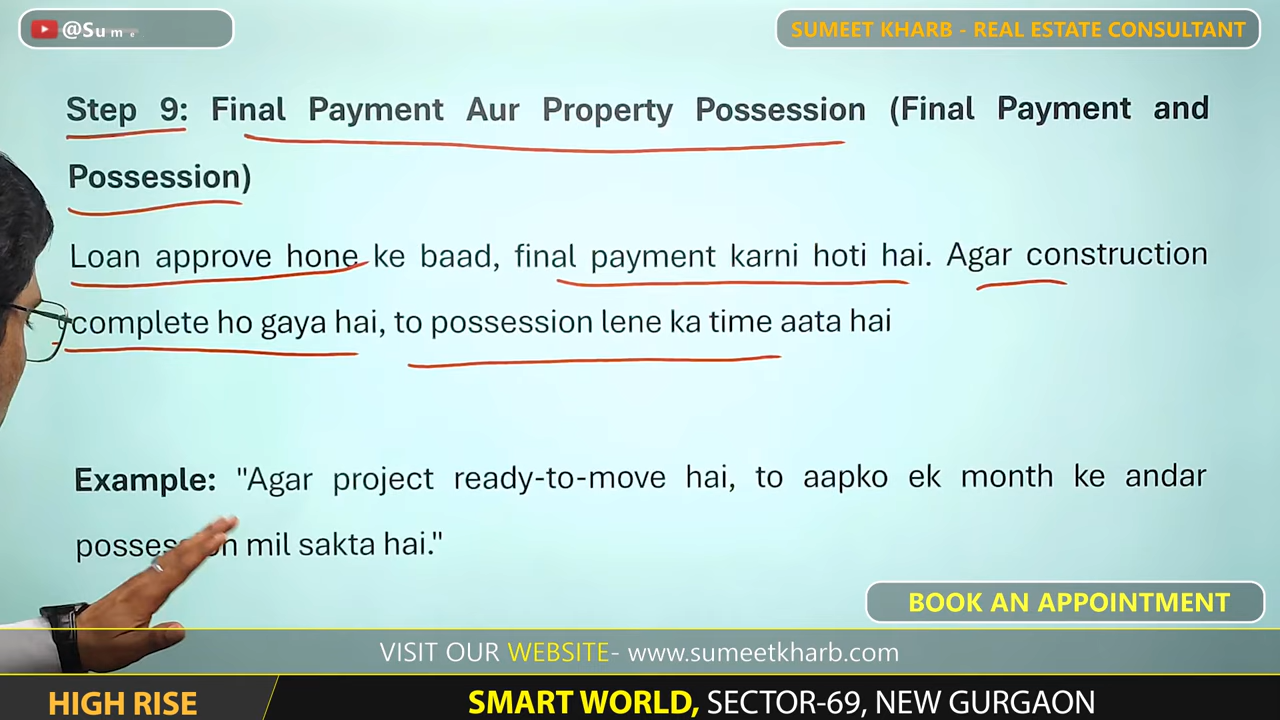 @Sume
SUMEET KHARB - REAL ESTATE CONSULTANT
Step 9: Final Payment Aur Property Possession (Final Payment and
Possession)
Loan approve hone ke baad, final payment karni hoti hai. Agar construction
complete ho gaya hai, to possession lene ka time aata hai
Example: "Agar project ready-to-move hai, to aapko ek month ke andar
possession mil sakta hai."
BOOK AN APPOINTMENT
VISIT OUR WEBSITE- www.sumeetkharb.com
HIGH RISE
SMART WORLD, SECTOR-69, NEW GURGAON